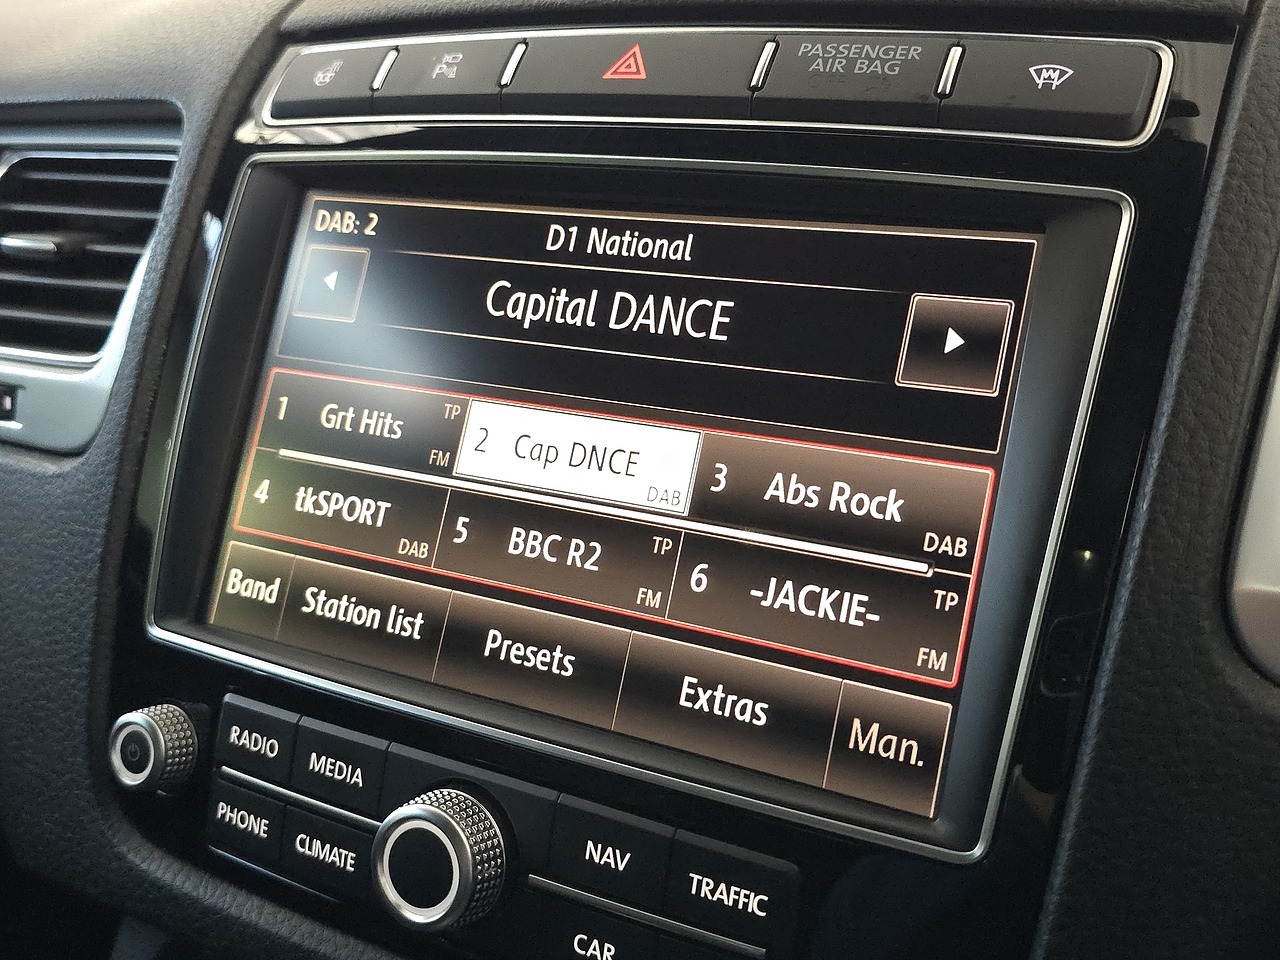 PASSENGER
AIR BAG
DAB: 2
D1 National
Capital DANCE
1 Grt Hits TP FM
2 Cap DNCE DAB
3 Abs Rock DAB
4 tkSPORT DAB
5 BBC R2 TP FM
6 -JACKIE- TP FM
Band Station list Presets Extras Man.
RADIO MEDIA
PHONE CLIMATE
NAV TRAFFIC
CAR